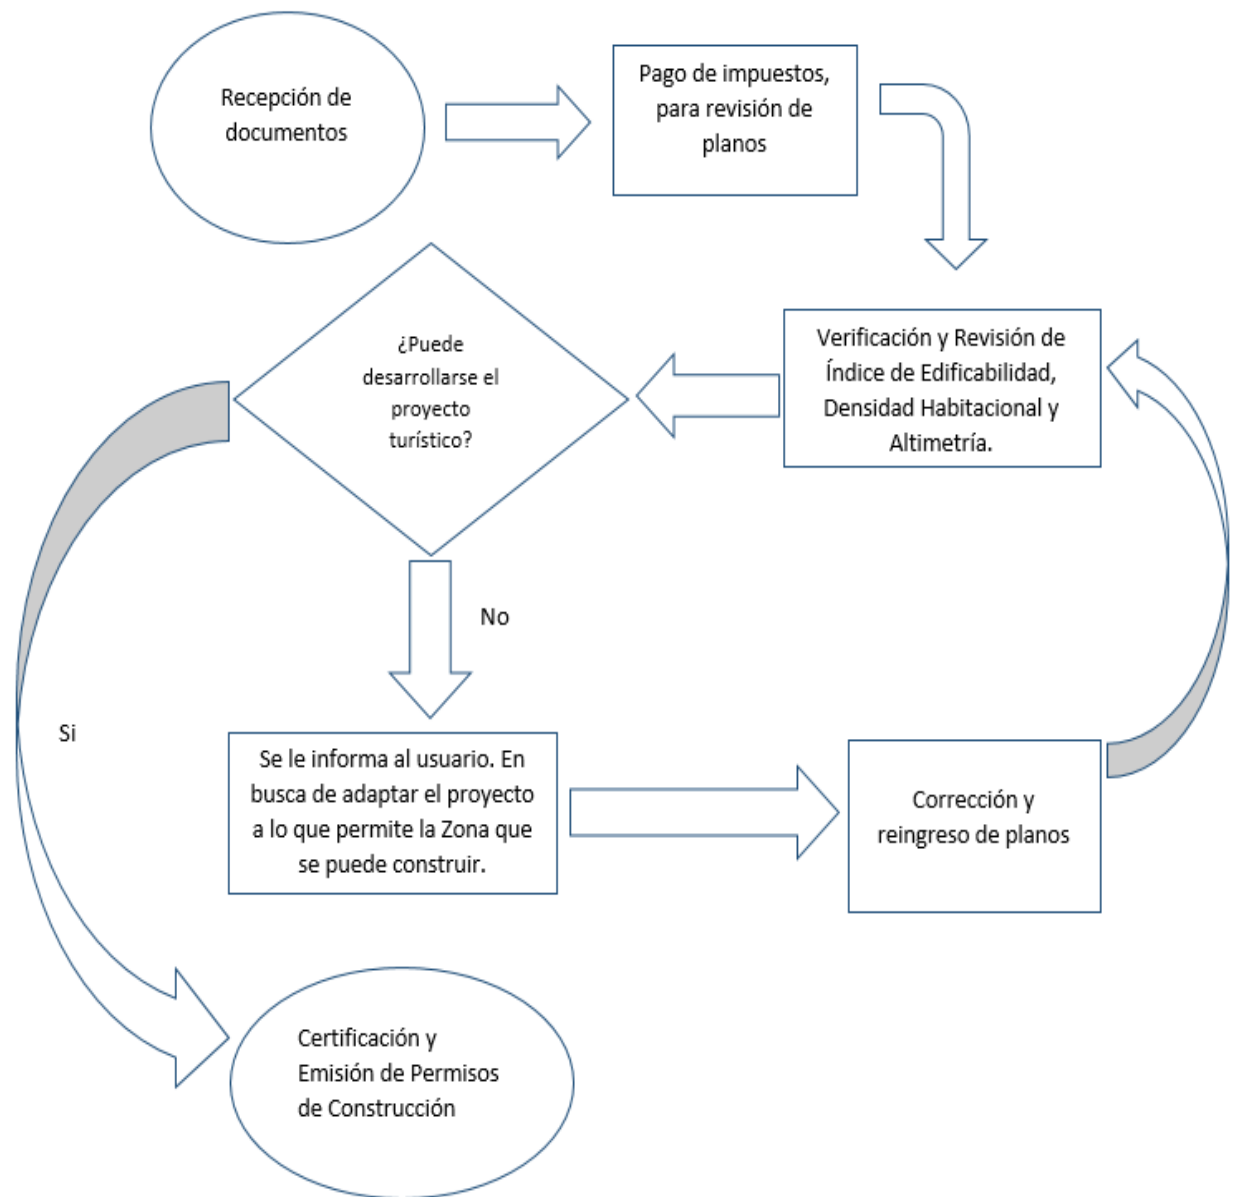 Recepción de
documentos
Pago de impuestos,
para revisión de
planos
Verificación y Revisión de
Índice de Edificabilidad,
Densidad Habitacional y
Altimetría.
¿Puede
desarrollarse el
proyecto
turístico?
No
Si
Se le informa al usuario. En
busca de adaptar el proyecto
a lo que permite la Zona que
se puede construir.
Corrección y
reingreso de planos
Certificación y
Emisión de Permisos
de Construcción